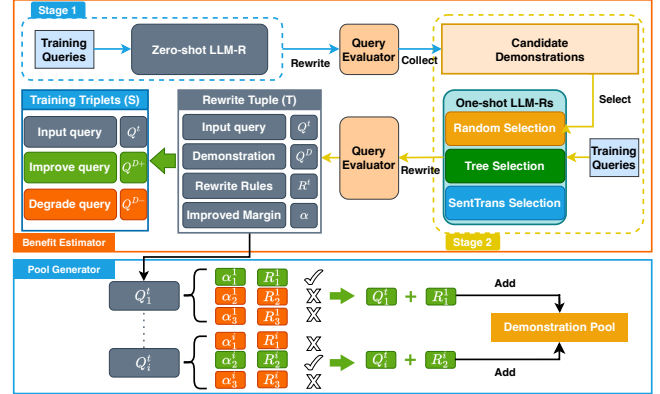 Stage 1
Training
Queries
Zero-shot LLM-R
Rewrite
Query
Evaluator
Collect
Candidate
Demonstrations
Select
Training Triplets (S)
Input query
Q^t
Improve query
Q^{D+}
Degrade query
Q^{D-}
Rewrite Tuple (T)
Input query
Q^t
Demonstration
Q^D
Rewrite Rules
R^t
Improved Margin
α
Query
Evaluator
Rewrite
One-shot LLM-Rs
Random Selection
Tree Selection
SentTrans Selection
Training
Queries
Benefit Estimator
Stage 2
Pool Generator
Q_1^t
α_1^1 R_1^1 ✓
α_2^1 R_2^1 X
α_3^1 R_3^1 X
Q_1^t + R_1^1
Add
Demonstration Pool
Q_i^t
α_1^i R_1^i X
α_2^i R_2^i ✓
α_3^i R_3^i X
Q_i^t + R_2^i
Add